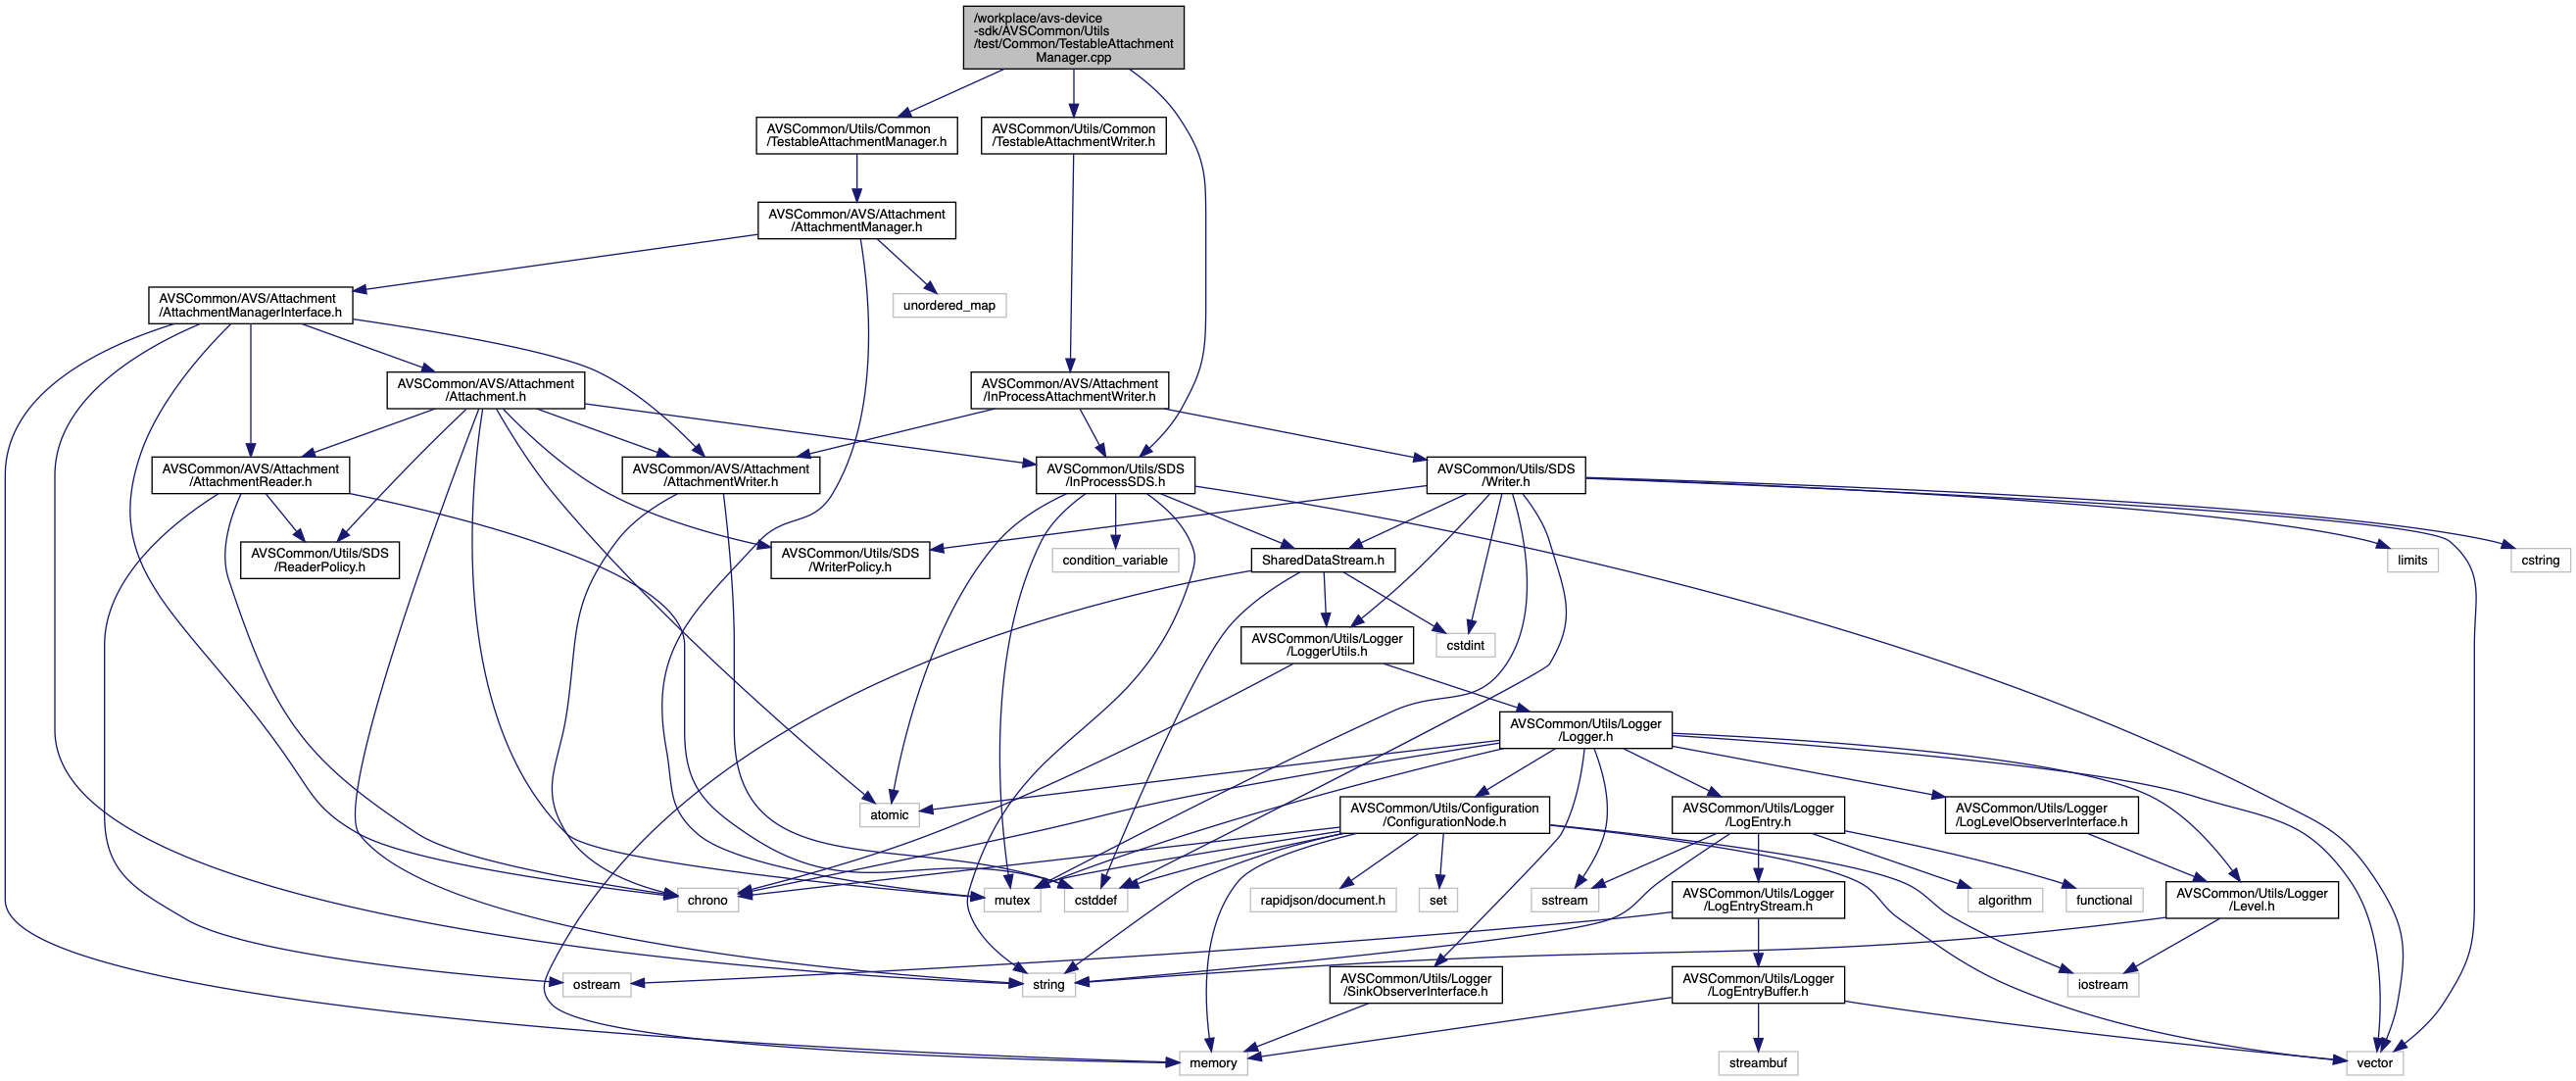 /workplace/avs-device
-sdk/AVSCommon/Utils
/test/Common/TestableAttachment
Manager.cpp
AVSCommon/Utils/Common
/TestableAttachmentManager.h
AVSCommon/Utils/Common
/TestableAttachmentWriter.h
AVSCommon/AVS/Attachment
/AttachmentManager.h
AVSCommon/AVS/Attachment
/AttachmentManagerInterface.h
unordered_map
AVSCommon/AVS/Attachment
/Attachment.h
AVSCommon/AVS/Attachment
/InProcessAttachmentWriter.h
AVSCommon/AVS/Attachment
/AttachmentReader.h
AVSCommon/AVS/Attachment
/AttachmentWriter.h
AVSCommon/Utils/SDS
/InProcessSDS.h
AVSCommon/Utils/SDS
/Writer.h
AVSCommon/Utils/SDS
/ReaderPolicy.h
AVSCommon/Utils/SDS
/WriterPolicy.h
condition_variable
SharedDataStream.h
limits
cstring
AVSCommon/Utils/Logger
/LoggerUtils.h
cstdint
AVSCommon/Utils/Logger
/Logger.h
atomic
AVSCommon/Utils/Configuration
/ConfigurationNode.h
AVSCommon/Utils/Logger
/LogEntry.h
AVSCommon/Utils/Logger
/LogLevelObserverInterface.h
chrono
mutex
cstddef
rapidjson/document.h
set
sstream
AVSCommon/Utils/Logger
/LogEntryStream.h
algorithm
functional
AVSCommon/Utils/Logger
/Level.h
ostream
string
AVSCommon/Utils/Logger
/SinkObserverInterface.h
AVSCommon/Utils/Logger
/LogEntryBuffer.h
iostream
memory
streambuf
vector